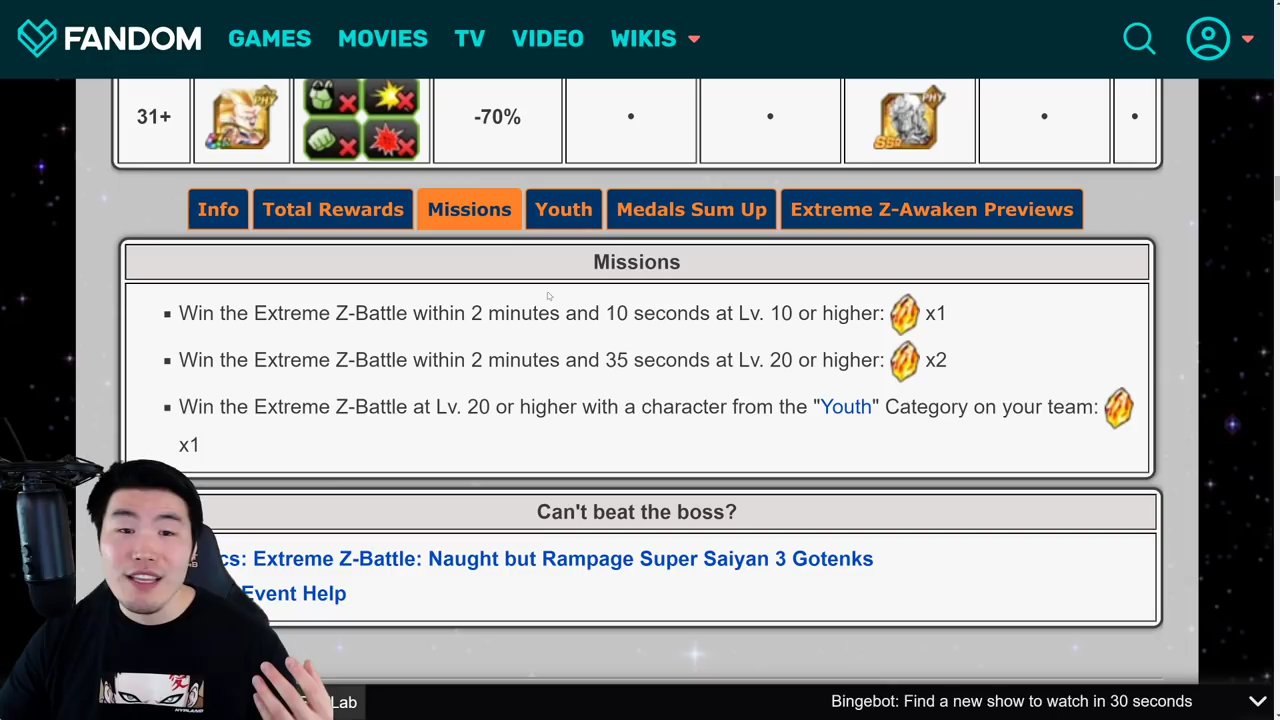 FANDOM GAMES MOVIES TV VIDEO WIKIS
31+ PHY -70% • • PHY SSR • •
Info Total Rewards Missions Youth Medals Sum Up Extreme Z-Awaken Previews
Missions
Win the Extreme Z-Battle within 2 minutes and 10 seconds at Lv. 10 or higher: x1
Win the Extreme Z-Battle within 2 minutes and 35 seconds at Lv. 20 or higher: x2
Win the Extreme Z-Battle at Lv. 20 or higher with a character from the "Youth" Category on your team:
x1
Can't beat the boss?
cs: Extreme Z-Battle: Naught but Rampage Super Saiyan 3 Gotenks
Event Help
Lab Bingebot: Find a new show to watch in 30 seconds